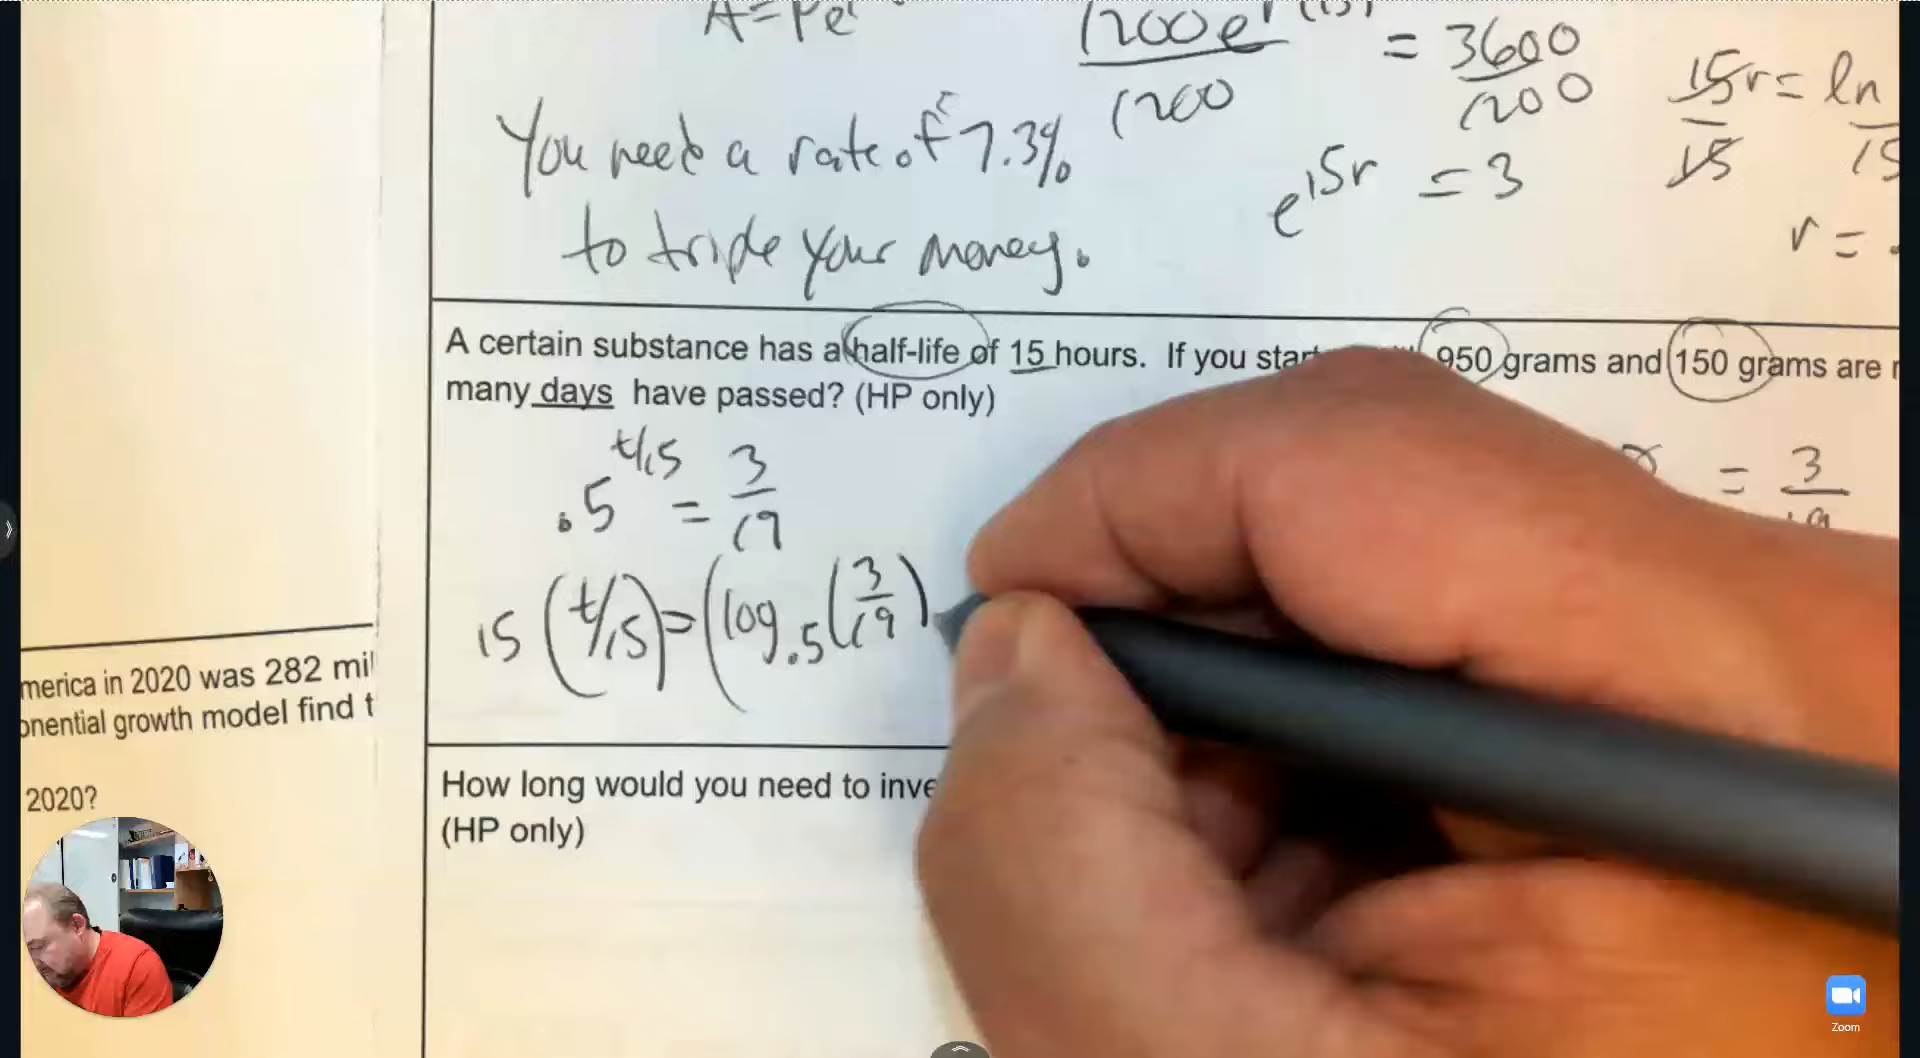 A = Pe
1200e^r(15) = 3600
1200 1200
15r = ln
15 15
You need a rate of 7.3%
e^15r = 3
to triple your money.
r = .
A certain substance has a half-life of 15 hours. If you star 950 grams and 150 grams are r
many days have passed? (HP only)
.5^t/15 = 3/19
= 3/19
15 (t/15) = (log.5 (3/19)
merica in 2020 was 282 mil
onential growth model find t
2020?
How long would you need to inve
(HP only)
Zoom